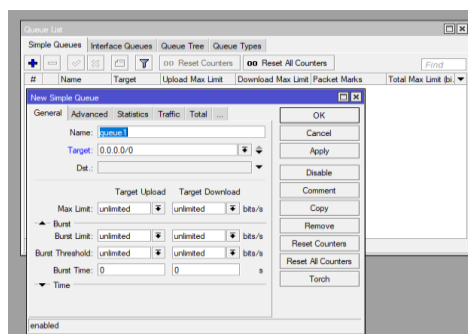 Queue List
Simple Queues Interface Queues Queue Tree Queue Types
00 Reset Counters 00 Reset All Counters Find
# Name Target Upload Max Limit Download Max Limit Packet Marks Total Max Limit (bi...
New Simple Queue
General Advanced Statistics Traffic Total ...
Name: queue1
Target: 0.0.0.0/0
Dst.:
Target Upload Target Download
Max Limit: unlimited unlimited bits/s
Burst
Burst Limit: unlimited unlimited bits/s
Burst Threshold: unlimited unlimited bits/s
Burst Time: 0 0 s
Time
enabled
OK
Cancel
Apply
Disable
Comment
Copy
Remove
Reset Counters
Reset All Counters
Torch